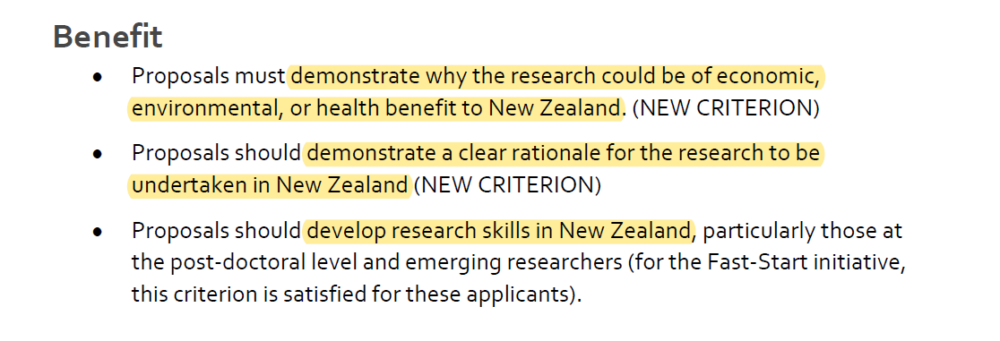 Benefit
● Proposals must demonstrate why the research could be of economic,
environmental, or health benefit to New Zealand. (NEW CRITERION)
● Proposals should demonstrate a clear rationale for the research to be
undertaken in New Zealand (NEW CRITERION)
● Proposals should develop research skills in New Zealand, particularly those at
the post-doctoral level and emerging researchers (for the Fast-Start initiative,
this criterion is satisfied for these applicants).